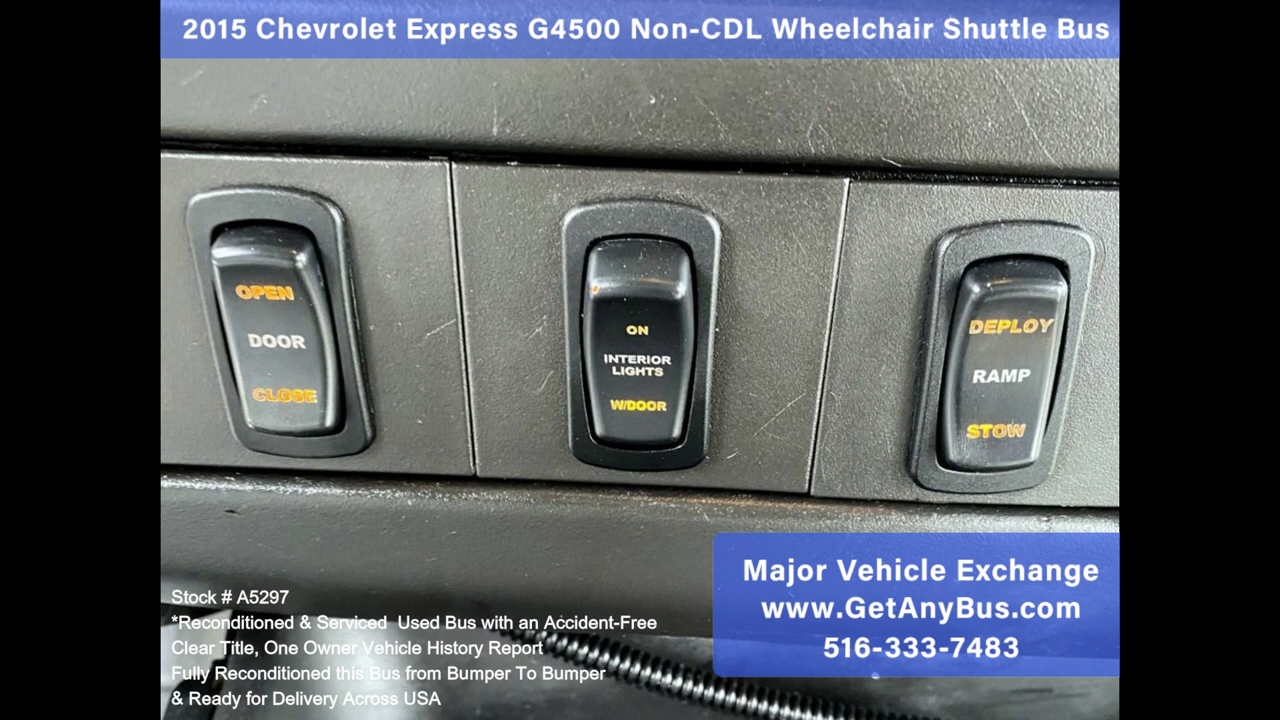 2015 Chevrolet Express G4500 Non-CDL Wheelchair Shuttle Bus
OPEN
DOOR
CLOSE
ON
INTERIOR
LIGHTS
W/DOOR
DEPLOY
RAMP
STOW
Stock # A5297
*Reconditioned & Serviced  Used Bus with an Accident-Free
Clear Title, One Owner Vehicle History Report
Fully Reconditioned this Bus from Bumper To Bumper
& Ready for Delivery Across USA
Major Vehicle Exchange
www.GetAnyBus.com
516-333-7483